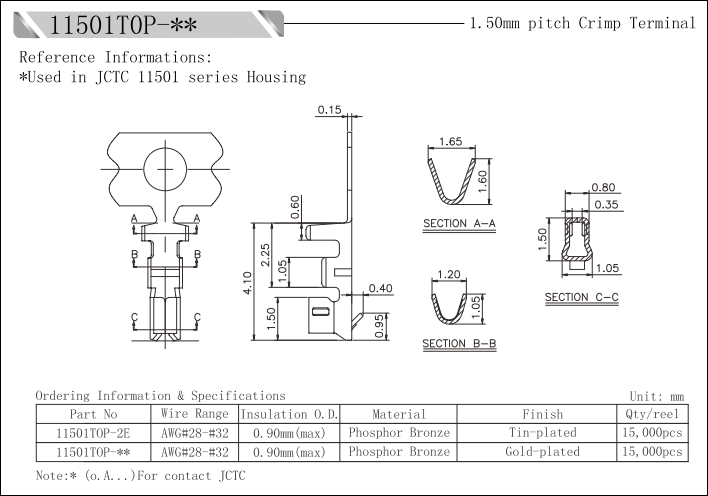 11501TOP-** 1.50mm pitch Crimp Terminal
Reference Informations:
*Used in JCTC 11501 series Housing
0.15
1.65
1.60
SECTION A-A
0.80
0.35
1.50
1.05
SECTION C-C
A A
B B
C C
0.60
2.25
1.05
4.10
1.50
0.40
0.95
1.20
1.05
SECTION B-B
Ordering Information & Specifications Unit: mm
Part No Wire Range Insulation O.D. Material Finish Qty/reel
11501TOP-2E AWG#28-#32 0.90mm(max) Phosphor Bronze Tin-plated 15,000pcs
11501TOP-** AWG#28-#32 0.90mm(max) Phosphor Bronze Gold-plated 15,000pcs
Note:* (o.A...)For contact JCTC